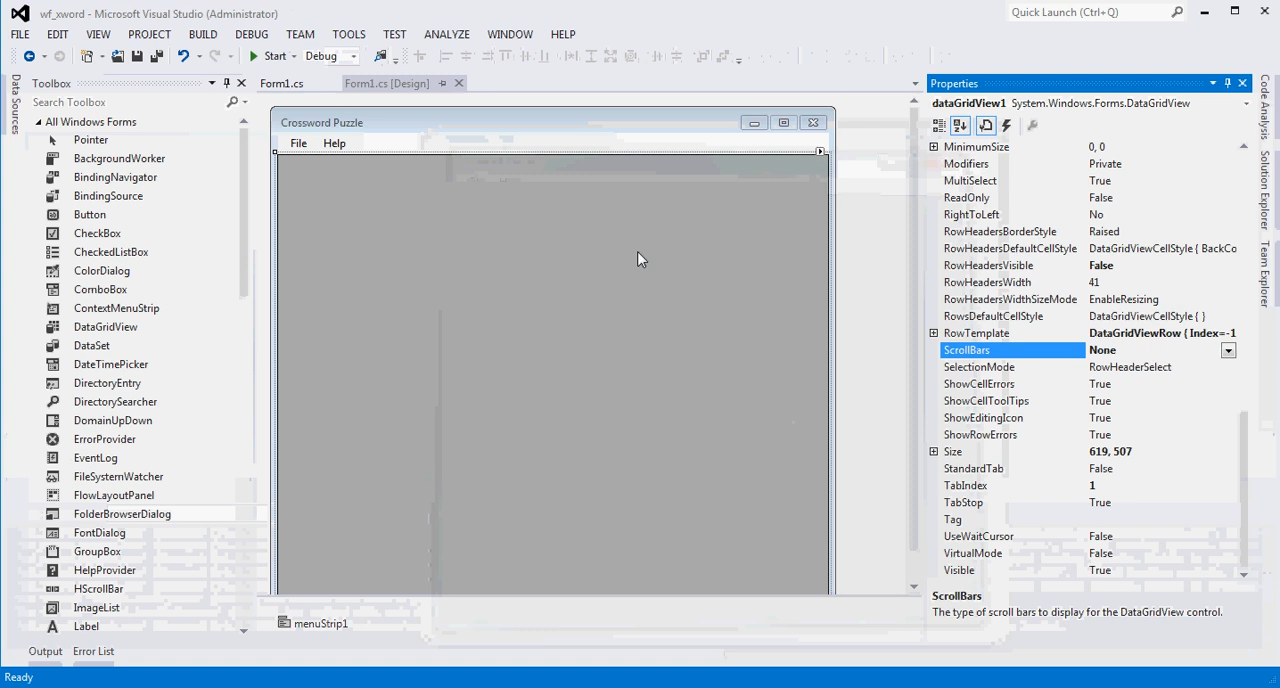 wf_xword - Microsoft Visual Studio (Administrator)
Quick Launch (Ctrl+Q)
FILE EDIT VIEW PROJECT BUILD DEBUG TEAM TOOLS TEST ANALYZE WINDOW HELP
Start Debug
Data Sources
Toolbox
Search Toolbox
All Windows Forms
Pointer
BackgroundWorker
BindingNavigator
BindingSource
Button
CheckBox
CheckedListBox
ColorDialog
ComboBox
ContextMenuStrip
DataGridView
DataSet
DateTimePicker
DirectoryEntry
DirectorySearcher
DomainUpDown
ErrorProvider
EventLog
FileSystemWatcher
FlowLayoutPanel
FolderBrowserDialog
FontDialog
GroupBox
HelpProvider
HScrollBar
ImageList
Label
Output Error List
Form1.cs Form1.cs [Design]
Crossword Puzzle
File Help
menuStrip1
Properties
dataGridView1 System.Windows.Forms.DataGridView
MinimumSize 0, 0
Modifiers Private
MultiSelect True
ReadOnly False
RightToLeft No
RowHeadersBorderStyle Raised
RowHeadersDefaultCellStyle DataGridViewCellStyle { BackCo
RowHeadersVisible False
RowHeadersWidth 41
RowHeadersWidthSizeMode EnableResizing
RowsDefaultCellStyle DataGridViewCellStyle { }
RowTemplate DataGridViewRow { Index=-1
ScrollBars None
SelectionMode RowHeaderSelect
ShowCellErrors True
ShowCellToolTips True
ShowEditingIcon True
ShowRowErrors True
Size 619, 507
StandardTab False
TabIndex 1
TabStop True
Tag
UseWaitCursor False
VirtualMode False
Visible True
ScrollBars
The type of scroll bars to display for the DataGridView control.
Code Analysis
Solution Explorer
Team Explorer
Ready